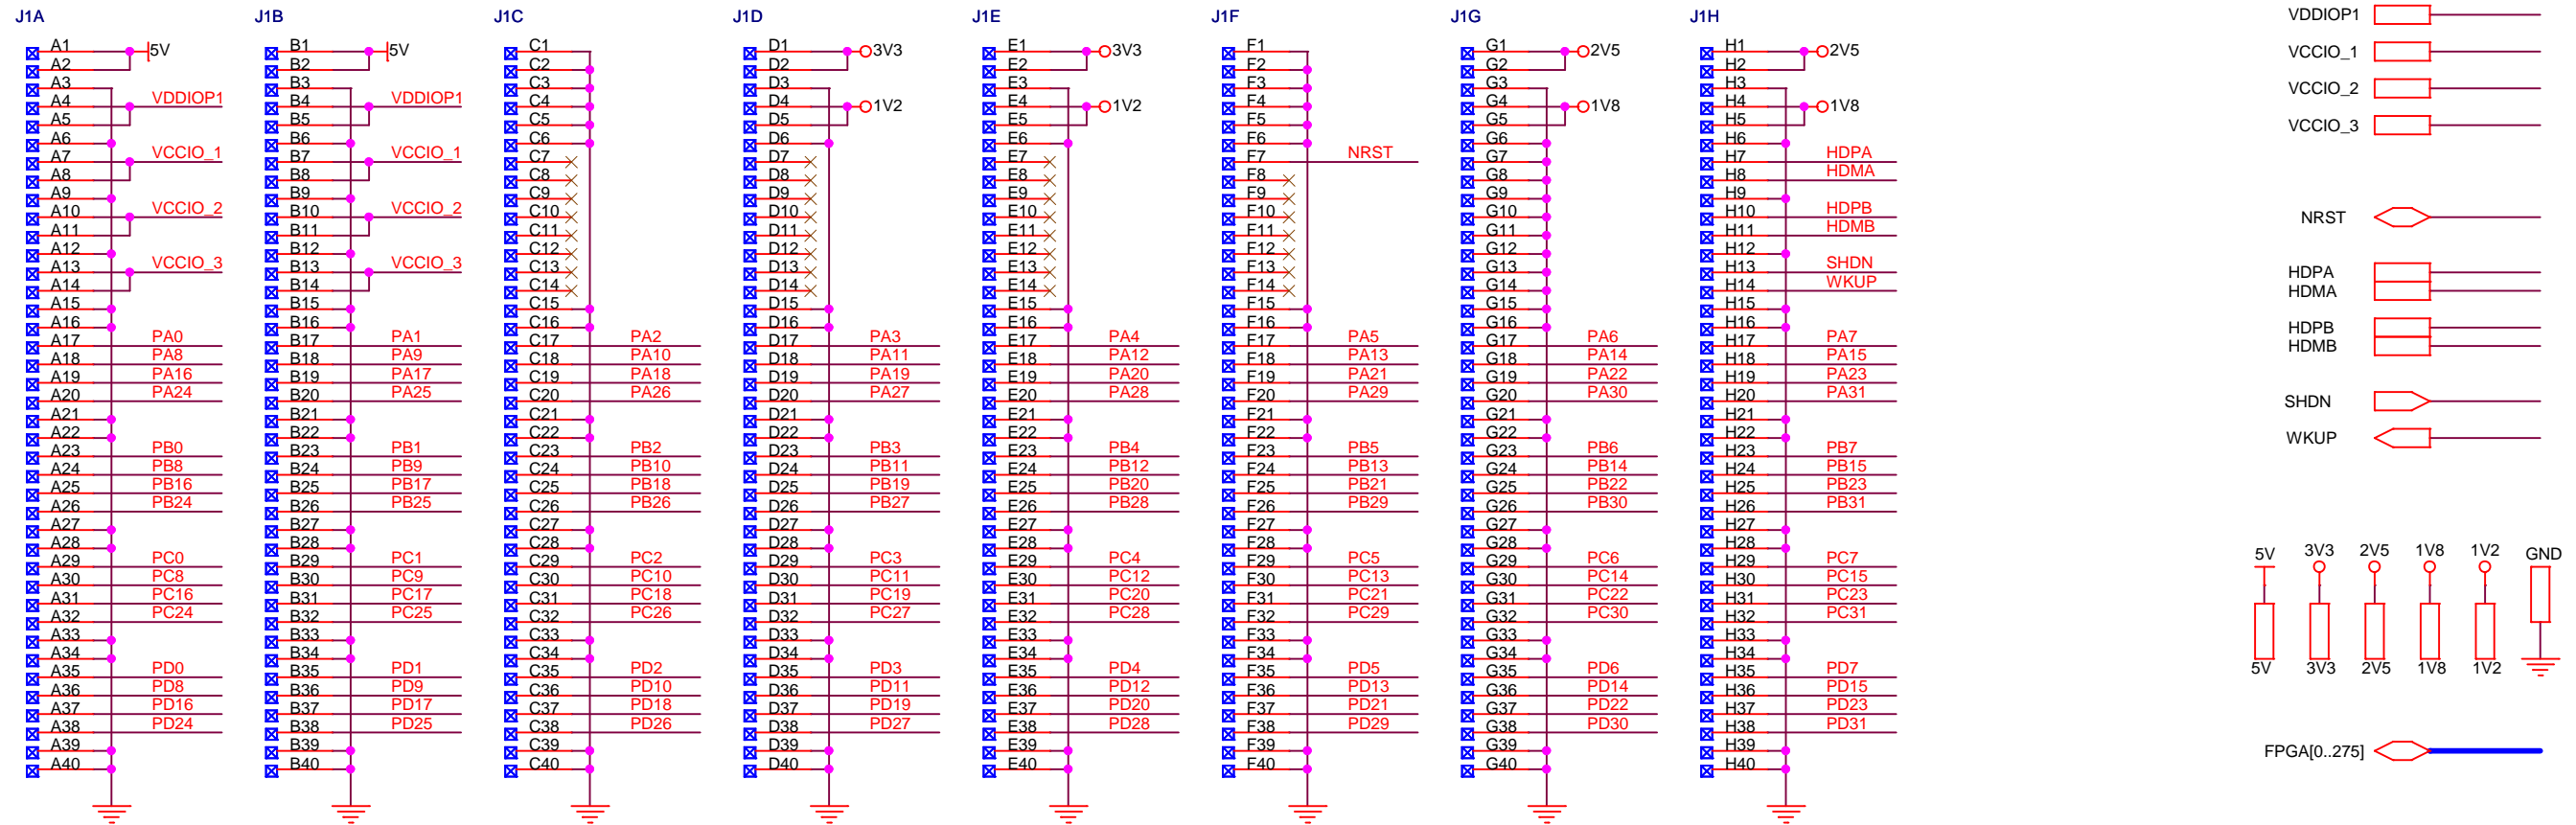 J1A
A1 5V
A2
A3
A4 VDDIOP1
A5
A6
A7 VCCIO_1
A8
A9
A10 VCCIO_2
A11
A12
A13 VCCIO_3
A14
A15
A16
A17 PA0
A18 PA8
A19 PA16
A20 PA24
A21
A22
A23 PB0
A24 PB8
A25 PB16
A26 PB24
A27
A28
A29 PC0
A30 PC8
A31 PC16
A32 PC24
A33
A34
A35 PD0
A36 PD8
A37 PD16
A38 PD24
A39
A40
J1B
B1 5V
B2
B3
B4 VDDIOP1
B5
B6
B7 VCCIO_1
B8
B9
B10 VCCIO_2
B11
B12
B13 VCCIO_3
B14
B15
B16
B17 PA1
B18 PA9
B19 PA17
B20 PA25
B21
B22
B23 PB1
B24 PB9
B25 PB17
B26 PB25
B27
B28
B29 PC1
B30 PC9
B31 PC17
B32 PC25
B33
B34
B35 PD1
B36 PD9
B37 PD17
B38 PD25
B39
B40
J1C
C1
C2
C3
C4
C5
C6
C7
C8
C9
C10
C11
C12
C13
C14
C15
C16
C17 PA2
C18 PA10
C19 PA18
C20 PA26
C21
C22
C23 PB2
C24 PB10
C25 PB18
C26 PB26
C27
C28
C29 PC2
C30 PC10
C31 PC18
C32 PC26
C33
C34
C35 PD2
C36 PD10
C37 PD18
C38 PD26
C39
C40
J1D
D1 3V3
D2
D3
D4 1V2
D5
D6
D7
D8
D9
D10
D11
D12
D13
D14
D15
D16
D17 PA3
D18 PA11
D19 PA19
D20 PA27
D21
D22
D23 PB3
D24 PB11
D25 PB19
D26 PB27
D27
D28
D29 PC3
D30 PC11
D31 PC19
D32 PC27
D33
D34
D35 PD3
D36 PD11
D37 PD19
D38 PD27
D39
D40
J1E
E1 3V3
E2
E3
E4 1V2
E5
E6
E7
E8
E9
E10
E11
E12
E13
E14
E15
E16
E17 PA4
E18 PA12
E19 PA20
E20 PA28
E21
E22
E23 PB4
E24 PB12
E25 PB20
E26 PB28
E27
E28
E29 PC4
E30 PC12
E31 PC20
E32 PC28
E33
E34
E35 PD4
E36 PD12
E37 PD20
E38 PD28
E39
E40
J1F
F1
F2
F3
F4
F5
F6
F7 NRST
F8
F9
F10
F11
F12
F13
F14
F15
F16
F17 PA5
F18 PA13
F19 PA21
F20 PA29
F21
F22
F23 PB5
F24 PB13
F25 PB21
F26 PB29
F27
F28
F29 PC5
F30 PC13
F31 PC21
F32 PC29
F33
F34
F35 PD5
F36 PD13
F37 PD21
F38 PD29
F39
F40
J1G
G1 2V5
G2
G3
G4 1V8
G5
G6
G7
G8
G9
G10
G11
G12
G13
G14
G15
G16
G17 PA6
G18 PA14
G19 PA22
G20 PA30
G21
G22
G23 PB6
G24 PB14
G25 PB22
G26 PB30
G27
G28
G29 PC6
G30 PC14
G31 PC22
G32 PC30
G33
G34
G35 PD6
G36 PD14
G37 PD22
G38 PD30
G39
G40
J1H
H1 2V5
H2
H3
H4 1V8
H5
H6
H7 HDPA
H8 HDMA
H9
H10 HDPB
H11 HDMB
H12
H13 SHDN
H14 WKUP
H15
H16
H17 PA7
H18 PA15
H19 PA23
H20 PA31
H21
H22
H23 PB7
H24 PB15
H25 PB23
H26 PB31
H27
H28
H29 PC7
H30 PC15
H31 PC23
H32 PC31
H33
H34
H35 PD7
H36 PD15
H37 PD23
H38 PD31
H39
H40
VDDIOP1
VCCIO_1
VCCIO_2
VCCIO_3
NRST
HDPA
HDMA
HDPB
HDMB
SHDN
WKUP
5V 3V3 2V5 1V8 1V2 GND
5V 3V3 2V5 1V8 1V2
FPGA[0..275]